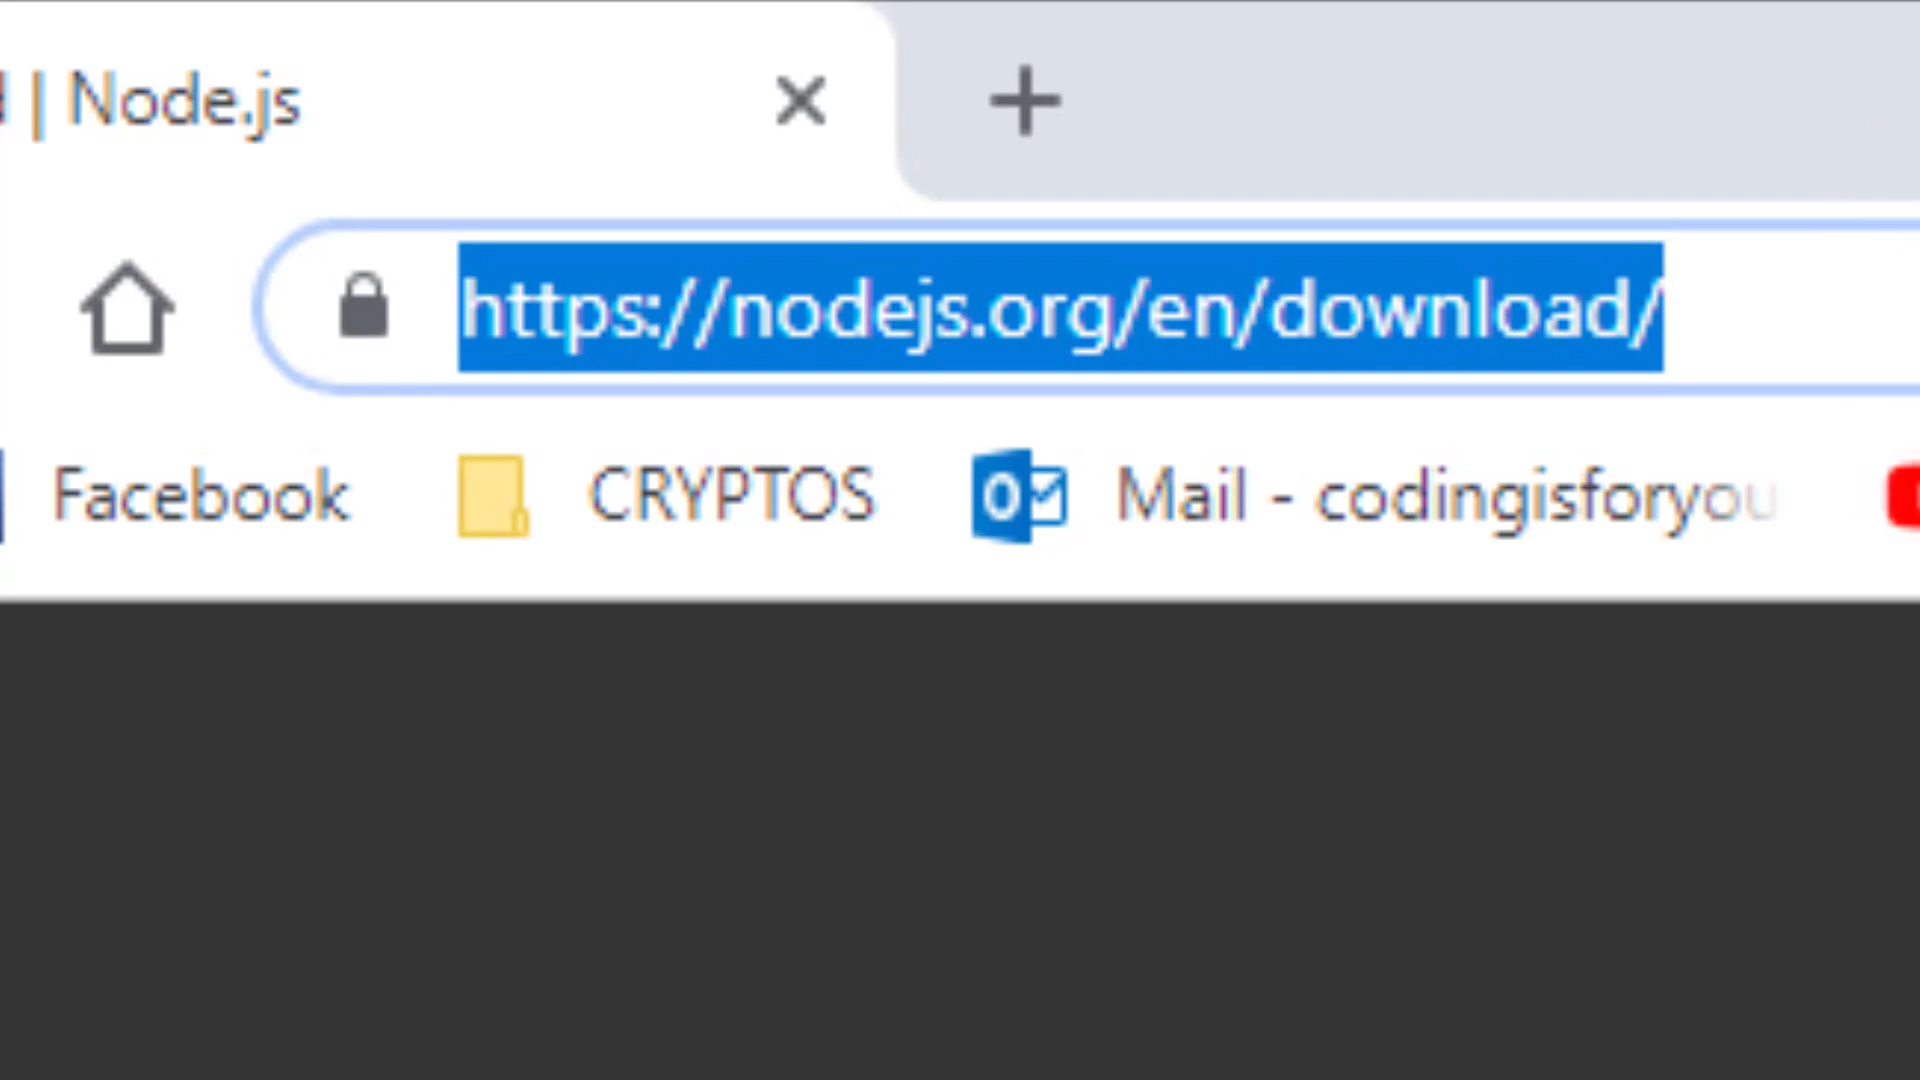 | Node.js
https://nodejs.org/en/download/
Facebook CRYPTOS Mail - codingisforyou